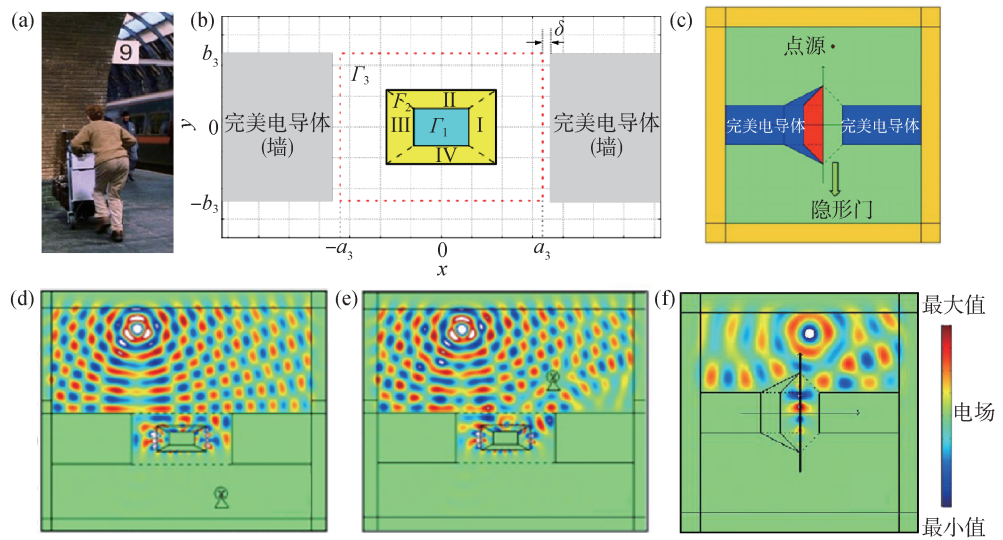 (a)
9
(b)
b₃
0
−b₃
y
δ
Γ₃
完美电导体
(墙)
F₂
II
III
Γ₁
I
IV
完美电导体
(墙)
−a₃
0
a₃
x
(c)
点源
完美电导体
完美电导体
隐形门
(d)
(e)
(f)
最大值
电场
最小值